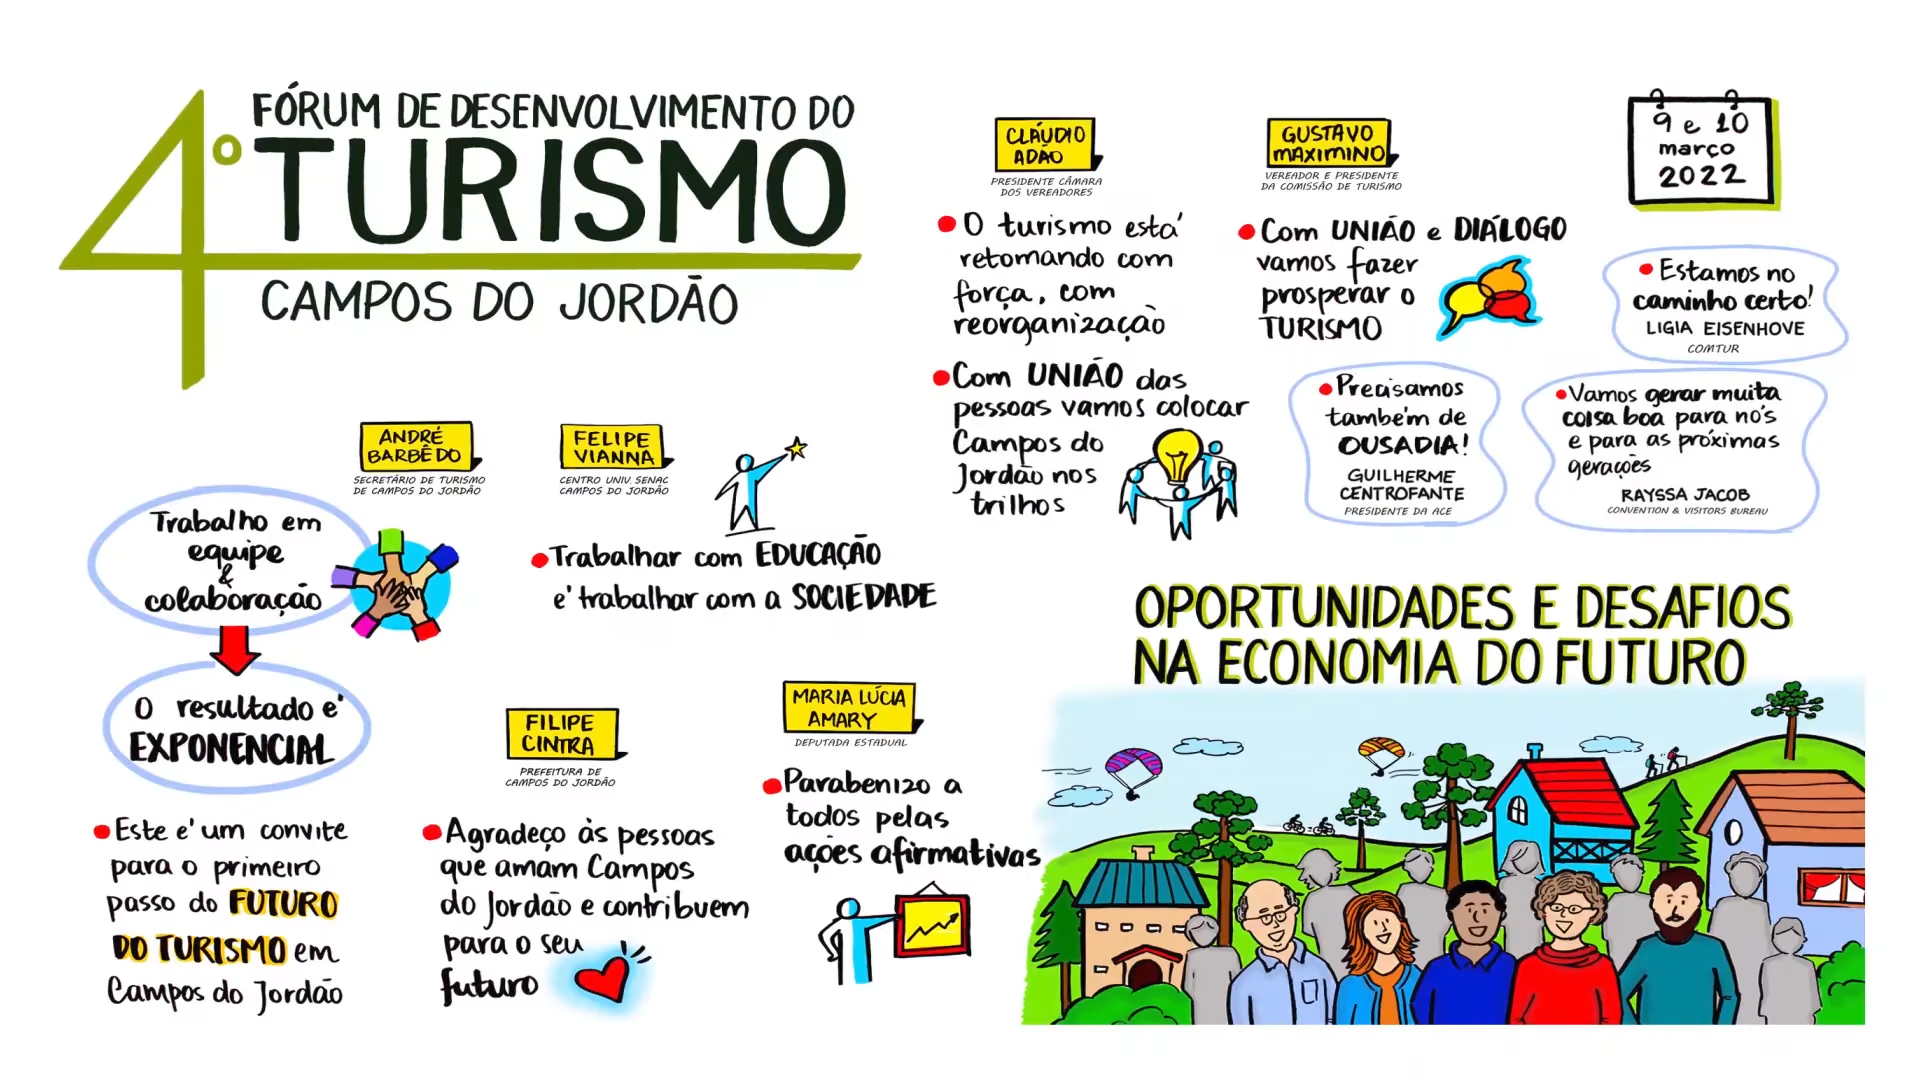 4º
FÓRUM DE DESENVOLVIMENTO DO
TURISMO
CAMPOS DO JORDÃO
ANDRÉ
BARBÊDO
SECRETÁRIO DE TURISMO
DE CAMPOS DO JORDÃO
Trabalho em
equipe
&
colaboração
O resultado é
EXPONENCIAL
Este é um convite
para o primeiro
passo do FUTURO
DO TURISMO em
Campos do Jordão
FELIPE
VIANNA
CENTRO UNIV. SENAC
CAMPOS DO JORDÃO
Trabalhar com EDUCAÇÃO
é trabalhar com a SOCIEDADE
FILIPE
CINTRA
PREFEITURA DE
CAMPOS DO JORDÃO
Agradeço às pessoas
que amam Campos
do Jordão e contribuem
para o seu
futuro
MARIA LÚCIA
AMARY
DEPUTADA ESTADUAL
Parabenizo a
todos pelas
ações afirmativas
CLÁUDIO
ADÃO
PRESIDENTE CÂMARA
DOS VEREADORES
O turismo está
retomando com
força, com
reorganização
Com UNIÃO das
pessoas vamos colocar
Campos do
Jordão nos
trilhos
GUSTAVO
MAXIMINO
VEREADOR E PRESIDENTE
DA COMISSÃO DE TURISMO
Com UNIÃO e DIÁLOGO
vamos fazer
prosperar o
TURISMO
9 e 10
março
2022
Estamos no
caminho certo!
LIGIA EISENHOVE
COMTUR
Precisamos
também de
OUSADIA!
GUILHERME
CENTROFANTE
PRESIDENTE DA ACE
Vamos gerar muita
coisa boa para nós
e para as próximas
gerações
RAYSSA JACOB
CONVENTION & VISITORS BUREAU
OPORTUNIDADES E DESAFIOS
NA ECONOMIA DO FUTURO